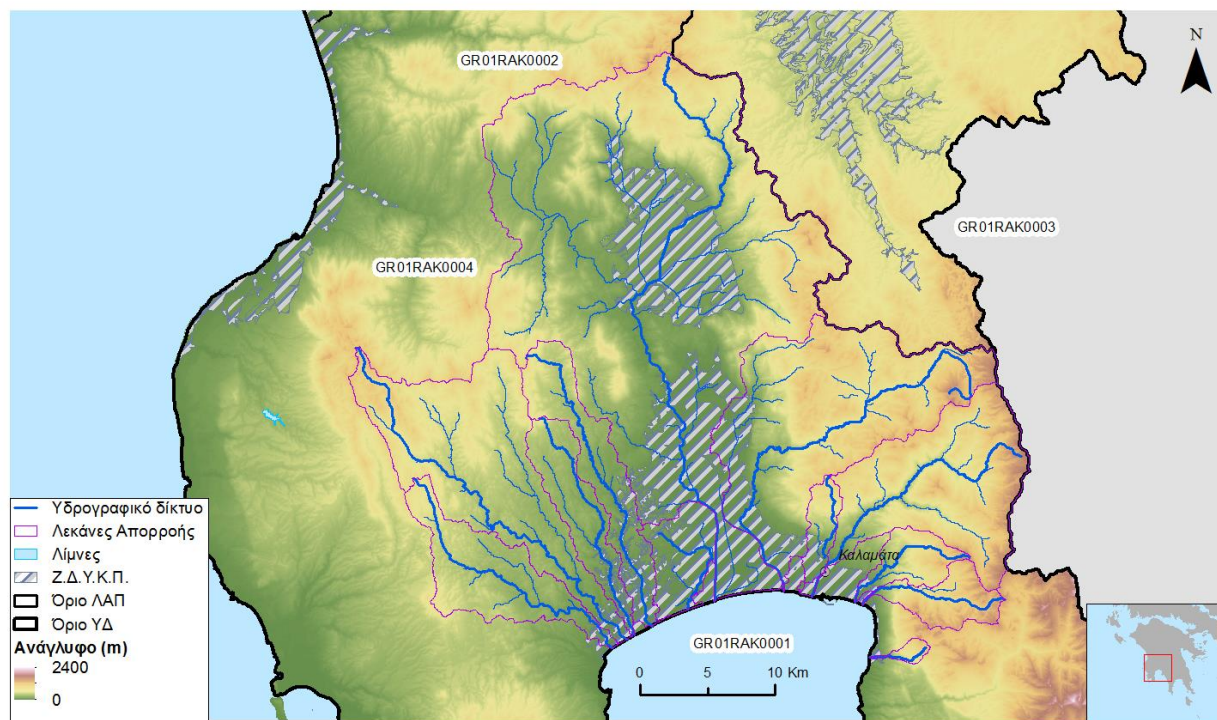 GR01RAK0002
N
GR01RAK0003
GR01RAK0004
Καλαμάτα
GR01RAK0001
0 5 10 Km
Υδρογραφικό δίκτυο
Λεκάνες Απορροής
Λίμνες
Ζ.Δ.Υ.Κ.Π.
Όριο ΛΑΠ
Όριο ΥΔ
Ανάγλυφο (m)
2400
0